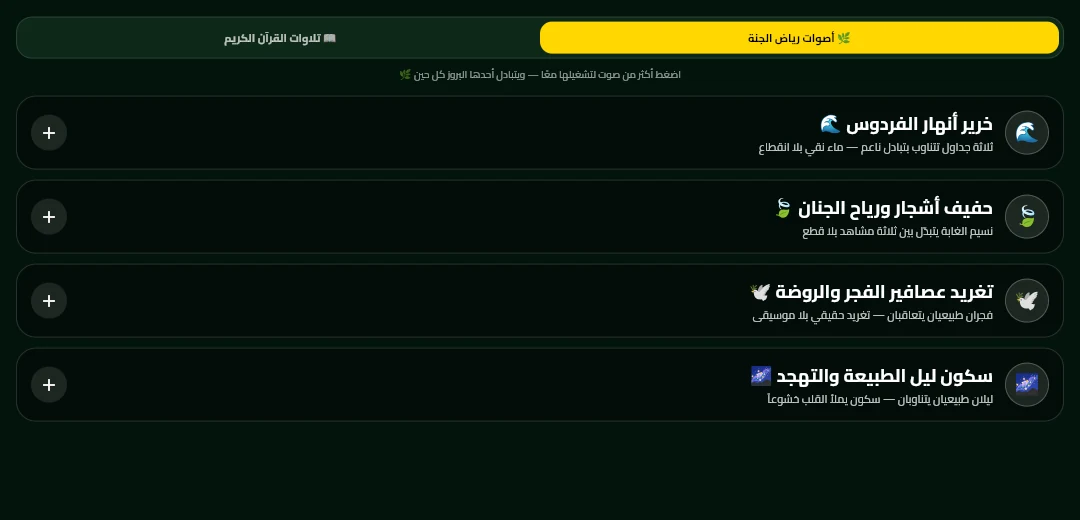 🌿 أصوات رياض الجنة
📖 تلاوات القرآن الكريم
اضغط أكثر من صوت لتشغيلها معًا — ويتبادل أحدها البروز كل حين 🌿
خرير أنهار الفردوس 🌊
ثلاثة جداول تتناوب بتبادل ناعم — ماء نقي بلا انقطاع
حفيف أشجار ورياح الجنان 🍃
نسيم الغابة يتبدّل بين ثلاثة مشاهد بلا قطع
تغريد عصافير الفجر والروضة 🕊️
فجران طبيعيان يتعاقبان — تغريد حقيقي بلا موسيقى
سكون ليل الطبيعة والتهجد 🌌
ليلان طبيعيان يتناوبان — سكون يملأ القلب خشوعاً